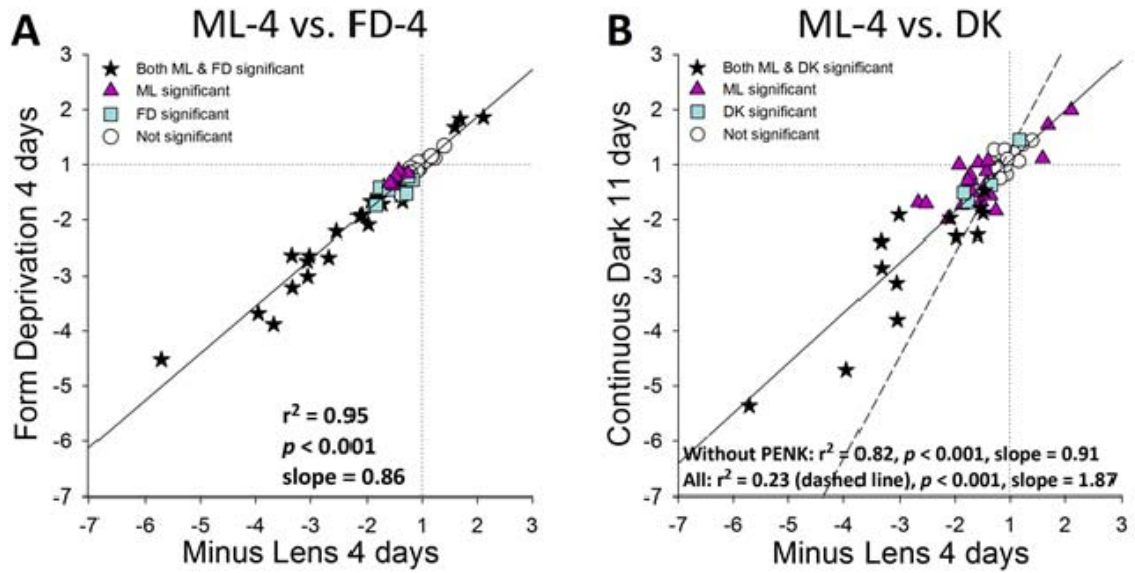 A
ML-4 vs. FD-4
Both ML & FD significant
ML significant
FD significant
Not significant
Form Deprivation 4 days
3
2
1
-2
-3
-4
-5
-6
-7
r² = 0.95
p < 0.001
slope = 0.86
-7 -6 -5 -4 -3 -2 1 2 3
Minus Lens 4 days
B
ML-4 vs. DK
Both ML & DK significant
ML significant
DK significant
Not significant
Continuous Dark 11 days
3
2
1
-2
-3
-4
-5
-6
-7
Without PENK: r² = 0.82, p < 0.001, slope = 0.91
All: r² = 0.23 (dashed line), p < 0.001, slope = 1.87
-7 -6 -5 -4 -3 -2 1 2 3
Minus Lens 4 days